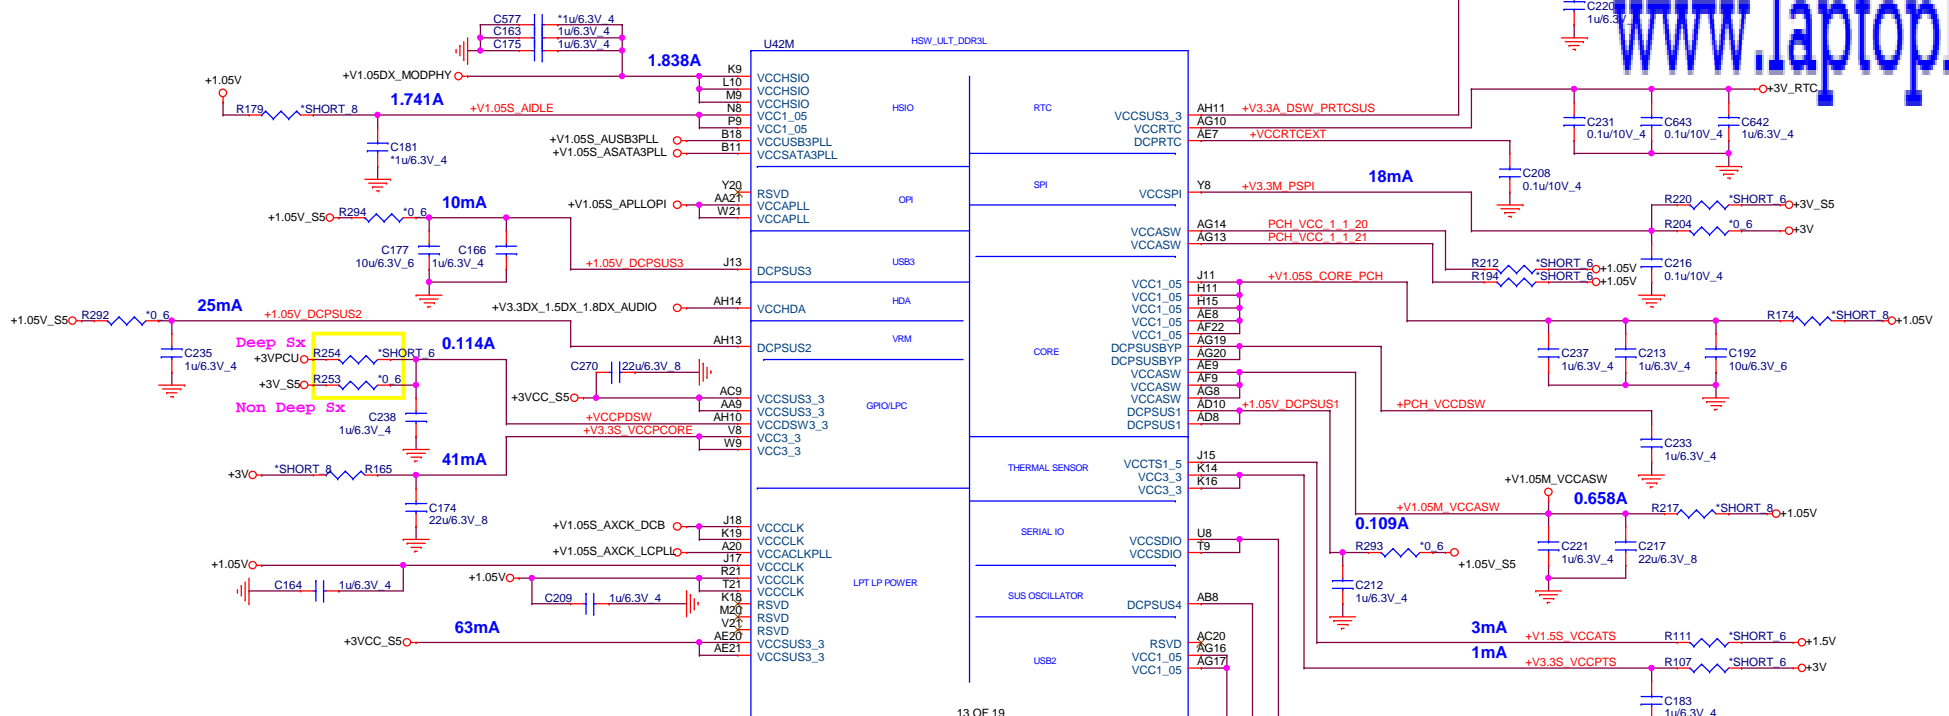 C577 *1u/6.3V_4
C163 1u/6.3V_4
C175 1u/6.3V_4
U42M
HSW_ULT_DDR3L
C220
1u/6.3V_4
www.laptop
+V1.05DX_MODPHY
1.838A
K9 VCCHSIO
L10 VCCHSIO
M9 VCCHSIO
HSIO
RTC
+1.05V
R179 *SHORT_8
1.741A
+V1.05S_AIDLE
N8 VCC1_05
P9 VCC1_05
C181
*1u/6.3V_4
+V1.05S_AUSB3PLL
B18 VCCUSB3PLL
+V1.05S_ASATA3PLL
B11 VCCSATA3PLL
VCCSUS3_3 AH11 +V3.3A_DSW_PRTCSUS
VCCRTC AG10
DCPRTC AE7 +VCCRTCEXT
+3V_RTC
C231
0.1u/10V_4
C643
0.1u/10V_4
C642
1u/6.3V_4
C208
0.1u/10V_4
Y20 RSVD
+V1.05S_APLLOPI
AA21 VCCAPLL
W21 VCCAPLL
OPI
SPI
VCCSPI Y8 +V3.3M_PSPI
18mA
R220 *SHORT_6 +3V_S5
R204 *0_6 +3V
C216
0.1u/10V_4
+1.05V_S5 R294 *0_6
10mA
C177
10u/6.3V_6
C166
1u/6.3V_4
+1.05V_DCPSUS3
J13 DCPSUS3
USB3
VCCASW AG14 PCH_VCC_1_1_20
VCCASW AG13 PCH_VCC_1_1_21
R212 *SHORT_6 +1.05V
R194 *SHORT_6 +1.05V
+V3.3DX_1.5DX_1.8DX_AUDIO
AH14 VCCHDA
HDA
VCC1_05 J11 +V1.05S_CORE_PCH
VCC1_05 H11
VCC1_05 H15
VCC1_05 AE8
VCC1_05 AF22
CORE
R174 *SHORT_8 +1.05V
C237
1u/6.3V_4
C213
1u/6.3V_4
C192
10u/6.3V_6
25mA
+1.05V_S5 R292 *0_6
+1.05V_DCPSUS2
AH13 DCPSUS2
VRM
C235
1u/6.3V_4
Deep Sx
+3VPCU R254 *SHORT_6
0.114A
+3V_S5 R253 *0_6
Non Deep Sx
C238
1u/6.3V_4
C270 22u/6.3V_8
+3VCC_S5
AC9 VCCSUS3_3
AA9 VCCSUS3_3
+VCCPDSW
AH10 VCCDSW3_3
+V3.3S_VCCPCORE
V8 VCC3_3
W9 VCC3_3
GPIO/LPC
DCPSUSBYP AG19
DCPSUSBYP AG20
VCCASW AE9
VCCASW AF9
VCCASW AG8
DCPSUS1 AD10 +1.05V_DCPSUS1
DCPSUS1 AD8
+PCH_VCCDSW
C233
1u/6.3V_4
+3V *SHORT_8 R165
41mA
C174
22u/6.3V_8
THERMAL SENSOR
VCCTS1_5 J15
VCC3_3 K14
VCC3_3 K16
+V1.05M_VCCASW
+V1.05M_VCCASW
0.658A
R217 *SHORT_8 +1.05V
C221
1u/6.3V_4
C217
22u/6.3V_8
+V1.05S_AXCK_DCB
J18 VCCCLK
K19 VCCCLK
+V1.05S_AXCK_LCPLL
A20 VCCACLKPLL
+1.05V
J17 VCCCLK
R21 VCCCLK
T21 VCCCLK
+1.05V
C164 1u/6.3V_4
C209 1u/6.3V_4
K18 RSVD
M20 RSVD
V21 RSVD
+3VCC_S5
63mA
AE20 VCCSUS3_3
AE21 VCCSUS3_3
LPT LP POWER
SERIAL IO
VCCSDIO U8
VCCSDIO T9
0.109A
R293 *0_6
+1.05V_S5
C212
1u/6.3V_4
SUS OSCILLATOR
DCPSUS4 AB8
USB2
RSVD AC20
VCC1_05 AG16
VCC1_05 AG17
3mA
+V1.5S_VCCATS
R111 *SHORT_6 +1.5V
1mA
+V3.3S_VCCPTS
R107 *SHORT_6 +3V
C183
1u/6.3V_4
13 OF 19